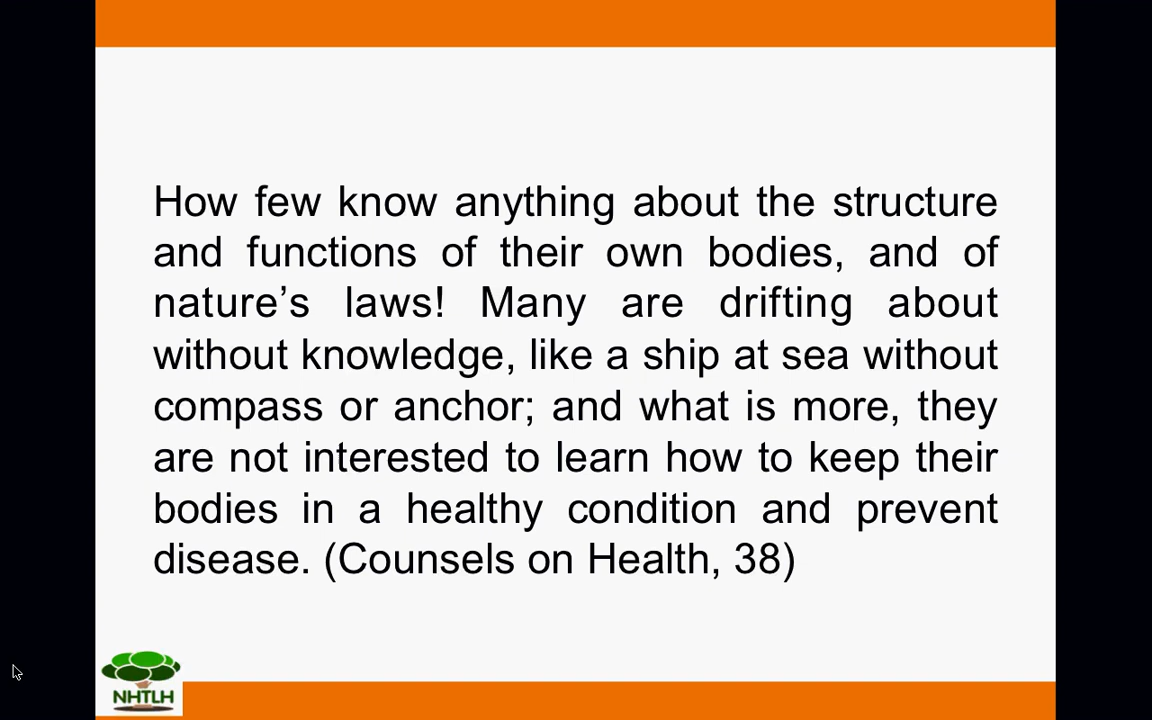 How few know anything about the structure
and functions of their own bodies, and of
nature’s laws! Many are drifting about
without knowledge, like a ship at sea without
compass or anchor; and what is more, they
are not interested to learn how to keep their
bodies in a healthy condition and prevent
disease. (Counsels on Health, 38)
NHTLH